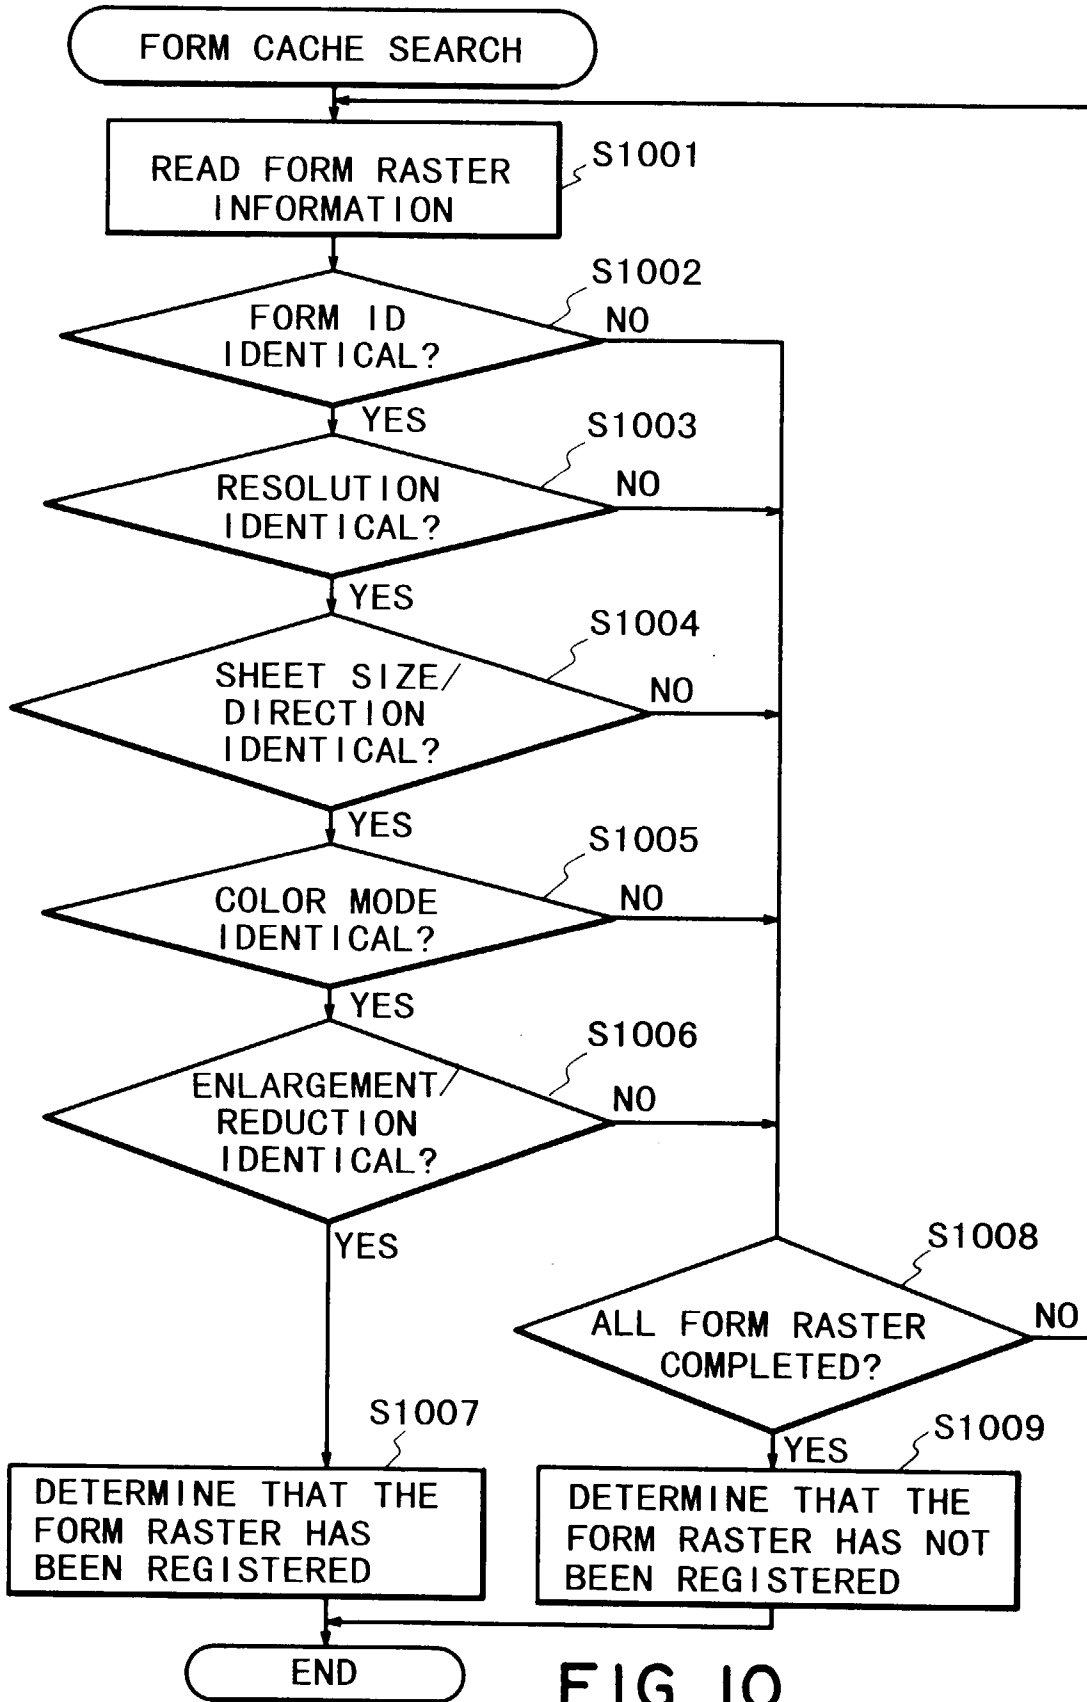 FORM CACHE SEARCH
READ FORM RASTER
INFORMATION
S1001
FORM ID
IDENTICAL?
S1002
NO
YES
RESOLUTION
IDENTICAL?
S1003
NO
YES
SHEET SIZE/
DIRECTION
IDENTICAL?
S1004
NO
YES
COLOR MODE
IDENTICAL?
S1005
NO
YES
ENLARGEMENT/
REDUCTION
IDENTICAL?
S1006
NO
YES
S1008
ALL FORM RASTER
COMPLETED?
NO
YES
S1007
DETERMINE THAT THE
FORM RASTER HAS
BEEN REGISTERED
S1009
DETERMINE THAT THE
FORM RASTER HAS NOT
BEEN REGISTERED
END
FIG. 10